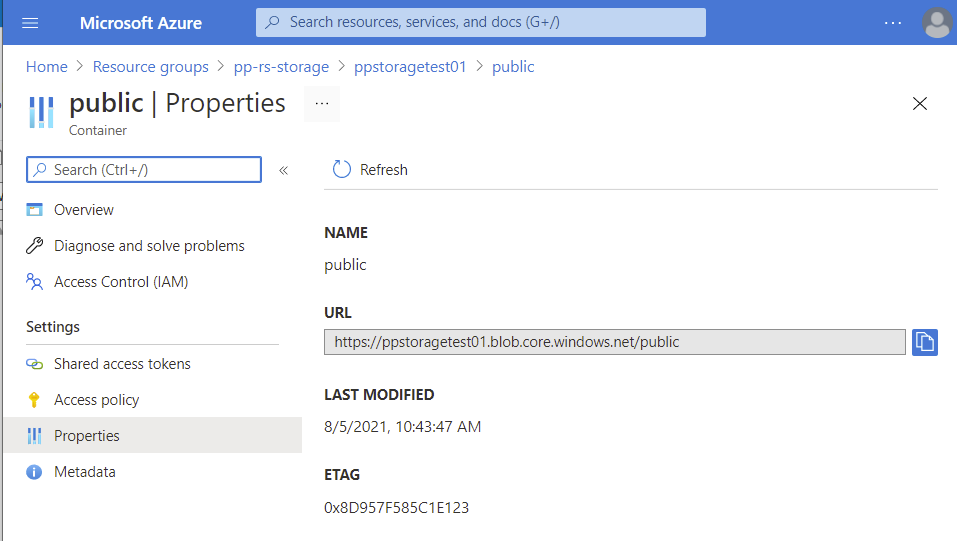 Microsoft Azure
Search resources, services, and docs (G+/)
...
Home > Resource groups > pp-rs-storage > ppstoragetest01 > public
public | Properties
...
Container
Search (Ctrl+/)
«
Refresh
Overview
Diagnose and solve problems
Access Control (IAM)
Settings
Shared access tokens
Access policy
Properties
Metadata
NAME
public
URL
https://ppstoragetest01.blob.core.windows.net/public
LAST MODIFIED
8/5/2021, 10:43:47 AM
ETAG
0x8D957F585C1E123